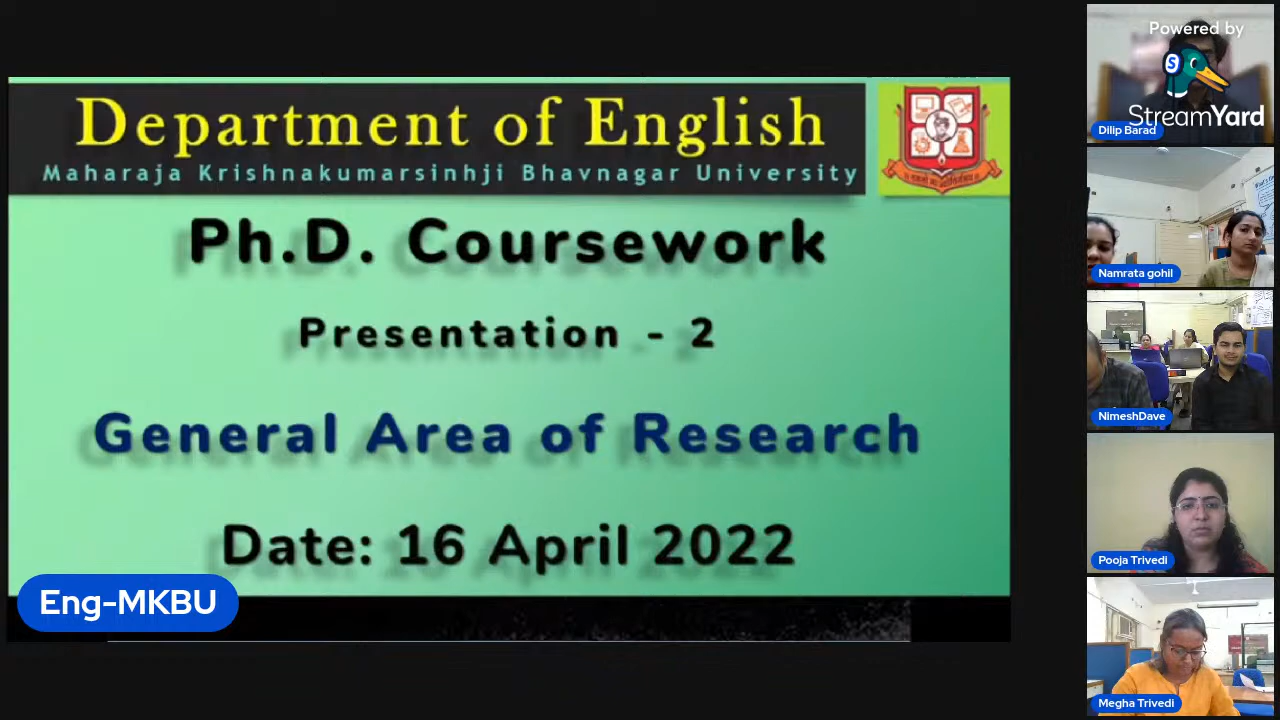 Department of English
Maharaja Krishnakumarsinhji Bhavnagar University
Ph.D. Coursework
Presentation - 2
General Area of Research
Date: 16 April 2022
Eng-MKBU
Powered by
StreamYard
Dilip Barad
Namrata gohil
NimeshDave
Pooja Trivedi
Megha Trivedi